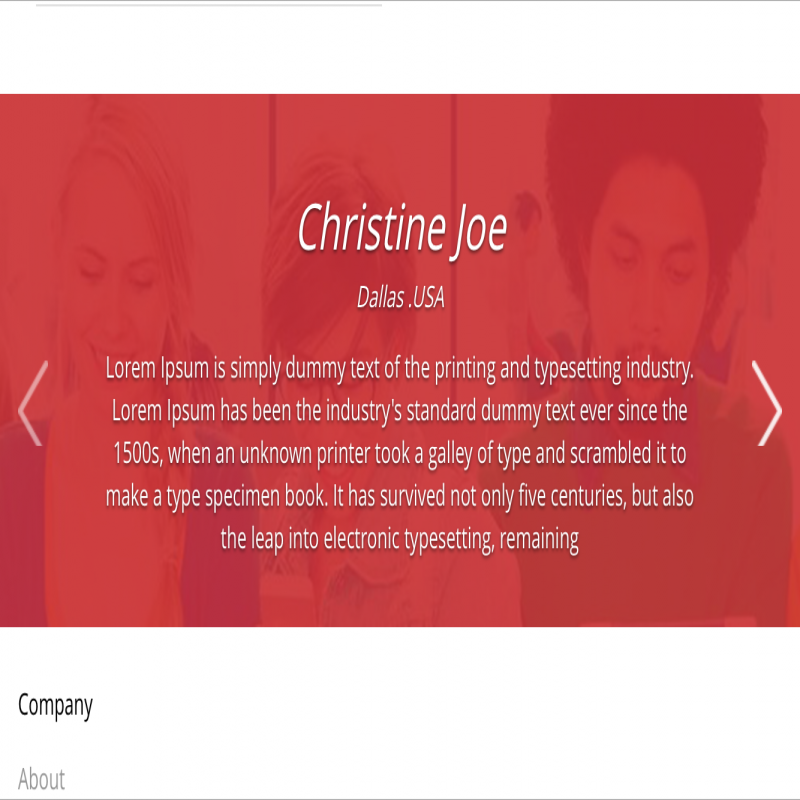 Christine Joe
Dallas .USA
Lorem Ipsum is simply dummy text of the printing and typesetting industry.
Lorem Ipsum has been the industry's standard dummy text ever since the
1500s, when an unknown printer took a galley of type and scrambled it to
make a type specimen book. It has survived not only five centuries, but also
the leap into electronic typesetting, remaining
Company
About